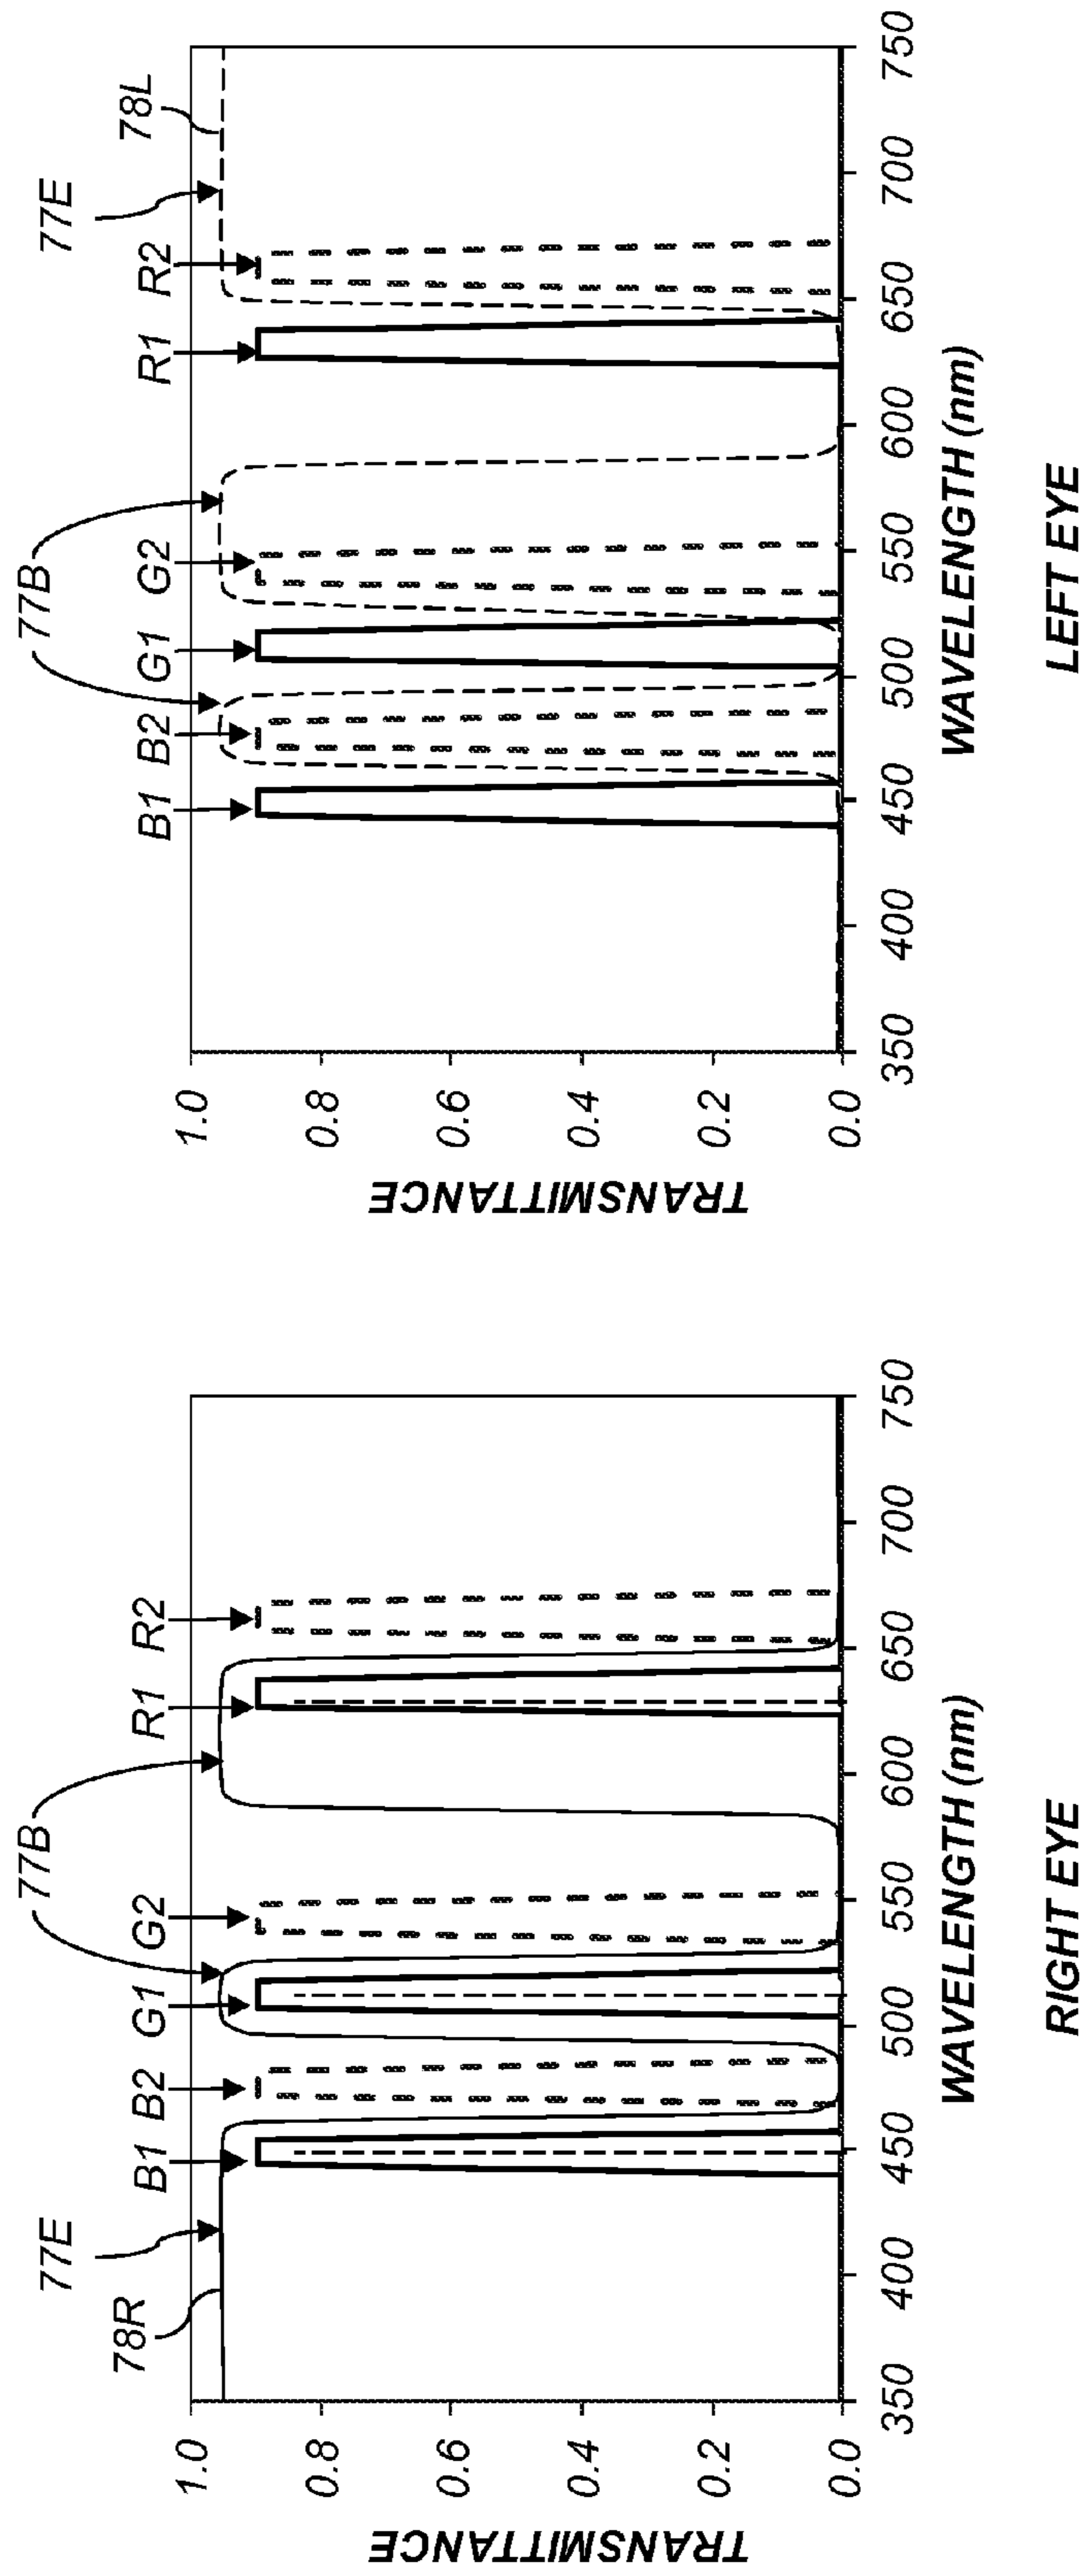 77E
77B
78R
B1 B2 G1 G2 R1 R2
TRANSMITTANCE
1.0
0.8
0.6
0.4
0.2
0.0
350 400 450 500 550 600 650 700 750
WAVELENGTH (nm)
RIGHT EYE
77B
77E
78L
B1 B2 G1 G2 R1 R2
TRANSMITTANCE
1.0
0.8
0.6
0.4
0.2
0.0
350 400 450 500 550 600 650 700 750
WAVELENGTH (nm)
LEFT EYE